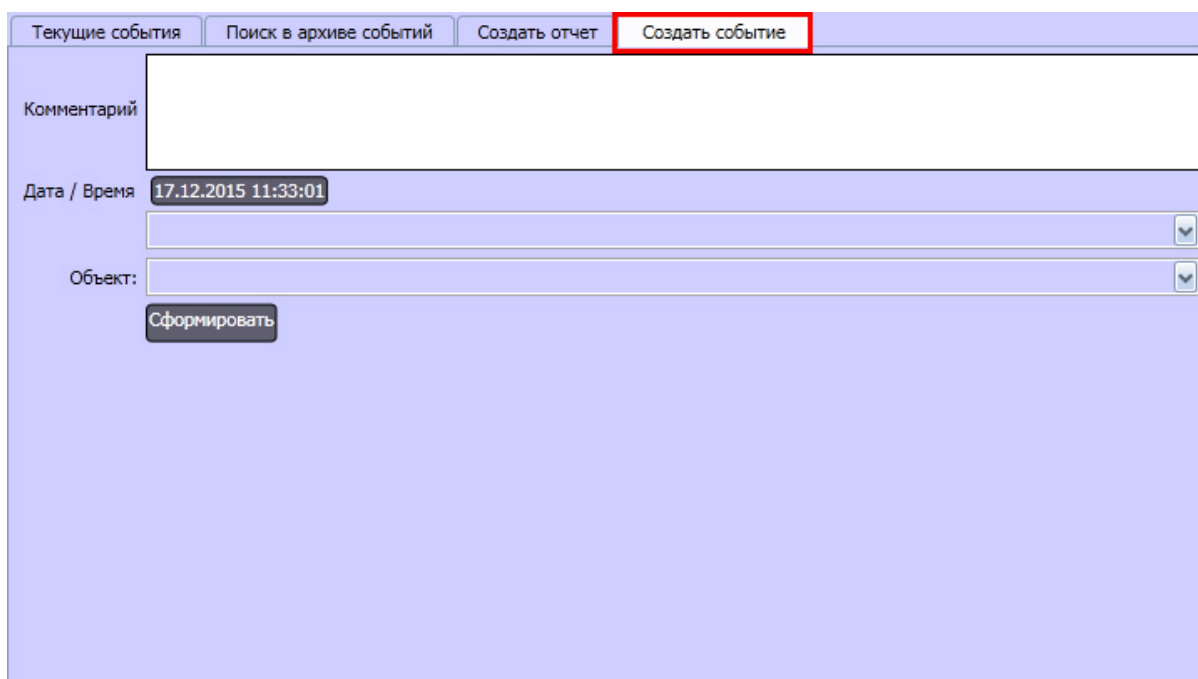 Текущие события Поиск в архиве событий Создать отчет Создать событие
Комментарий
Дата / Время 17.12.2015 11:33:01
Объект:
Сформировать